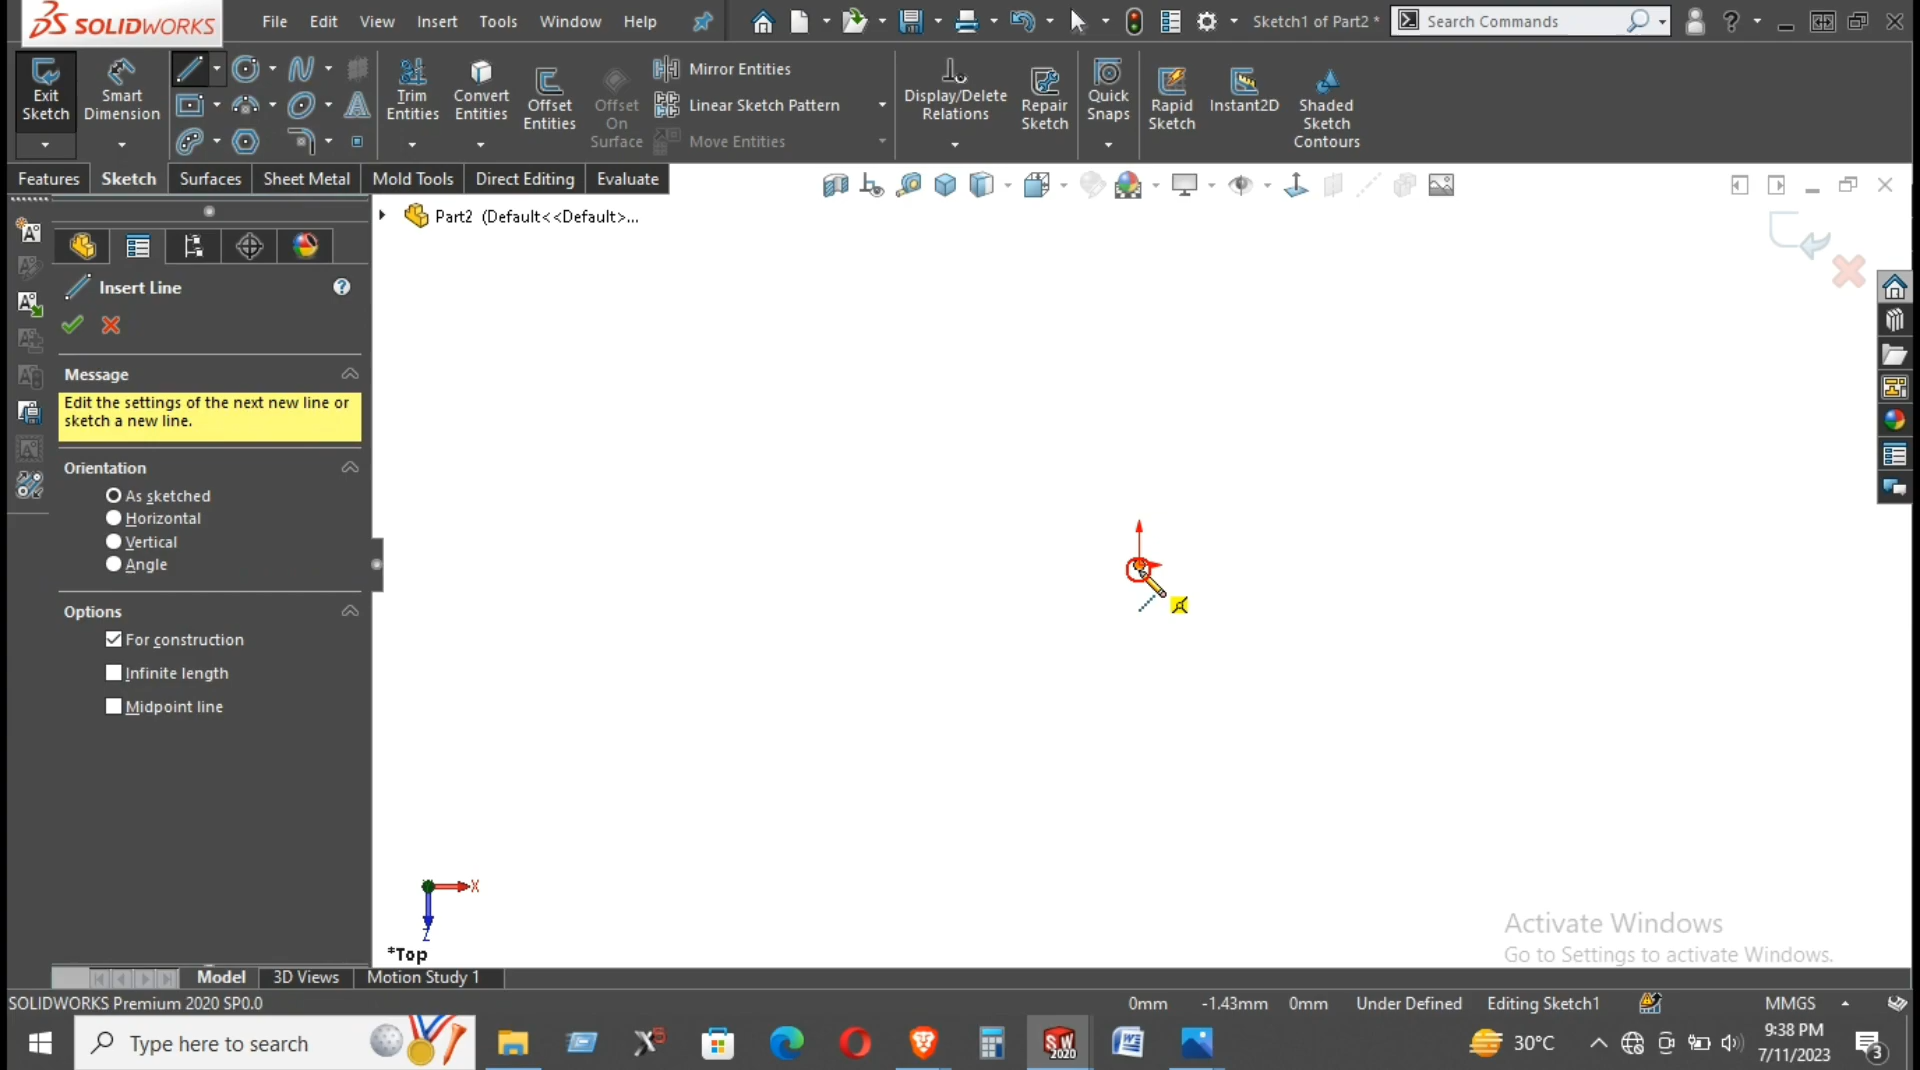 SOLIDWORKS
File Edit View Insert Tools Window Help
Sketch1 of Part2 *
Search Commands
Exit Sketch
Smart Dimension
Trim Entities
Convert Entities
Offset Entities
Offset On Surface
Mirror Entities
Linear Sketch Pattern
Move Entities
Display/Delete Relations
Repair Sketch
Quick Snaps
Rapid Sketch
Instant2D
Shaded Sketch Contours
Features Sketch Surfaces Sheet Metal Mold Tools Direct Editing Evaluate
Part2 (Default<<Default>...
Insert Line
Message
Edit the settings of the next new line or
sketch a new line.
Orientation
As sketched
Horizontal
Vertical
Angle
Options
For construction
Infinite length
Midpoint line
X
Z
*Top
Activate Windows
Go to Settings to activate Windows.
Model 3D Views Motion Study 1
SOLIDWORKS Premium 2020 SP0.0
0mm -1.43mm 0mm Under Defined Editing Sketch1 MMGS
Type here to search
SW 2020
30°C
9:38 PM
7/11/2023
3